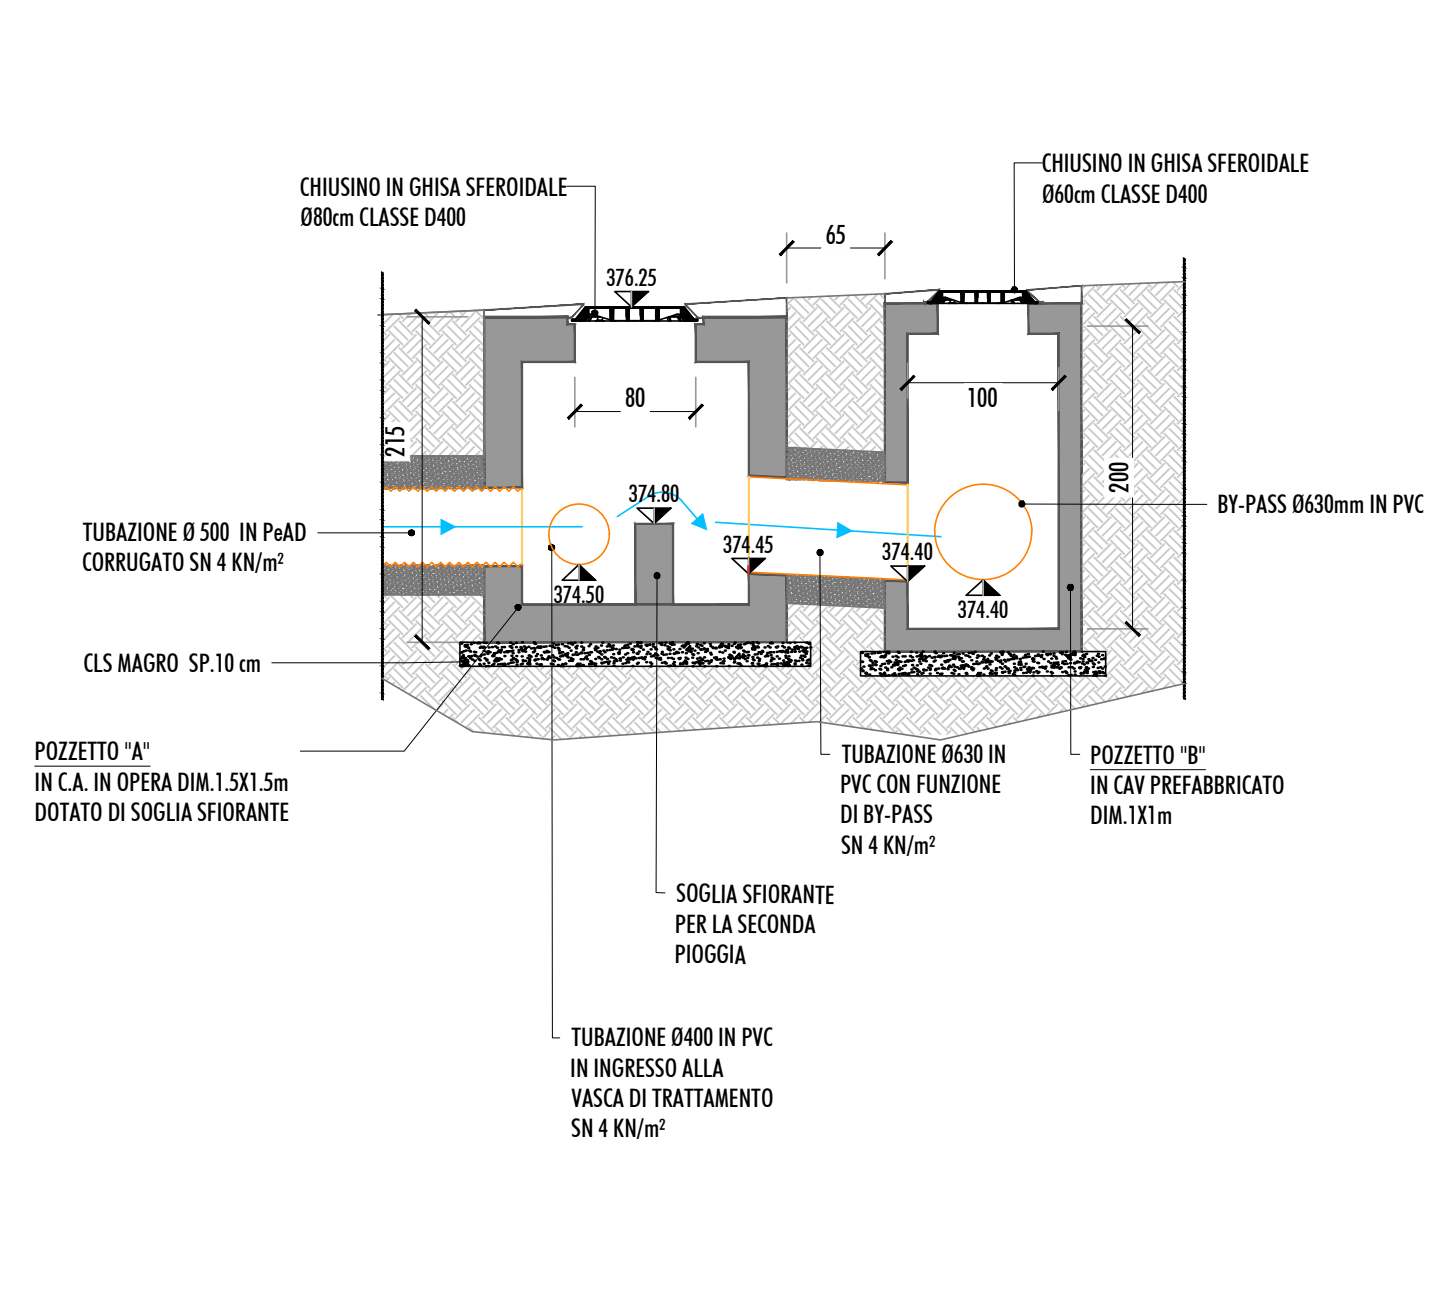 CHIUSINO IN GHISA SFEROIDALE
Ø60cm CLASSE D400
CHIUSINO IN GHISA SFEROIDALE
Ø80cm CLASSE D400
65
376.25
80
100
215
200
374.80
BY-PASS Ø630mm IN PVC
TUBAZIONE Ø 500  IN PeAD
CORRUGATO SN 4 KN/m²
374.45
374.40
374.50
374.40
CLS MAGRO  SP.10 cm
POZZETTO "A"
IN C.A. IN OPERA DIM.1.5X1.5m
DOTATO DI SOGLIA SFIORANTE
TUBAZIONE Ø630 IN
PVC CON FUNZIONE
DI BY-PASS
SN 4 KN/m²
POZZETTO "B"
IN CAV PREFABBRICATO
DIM.1X1m
SOGLIA SFIORANTE
PER LA SECONDA
PIOGGIA
TUBAZIONE Ø400 IN PVC
IN INGRESSO ALLA
VASCA DI TRATTAMENTO
SN 4 KN/m²